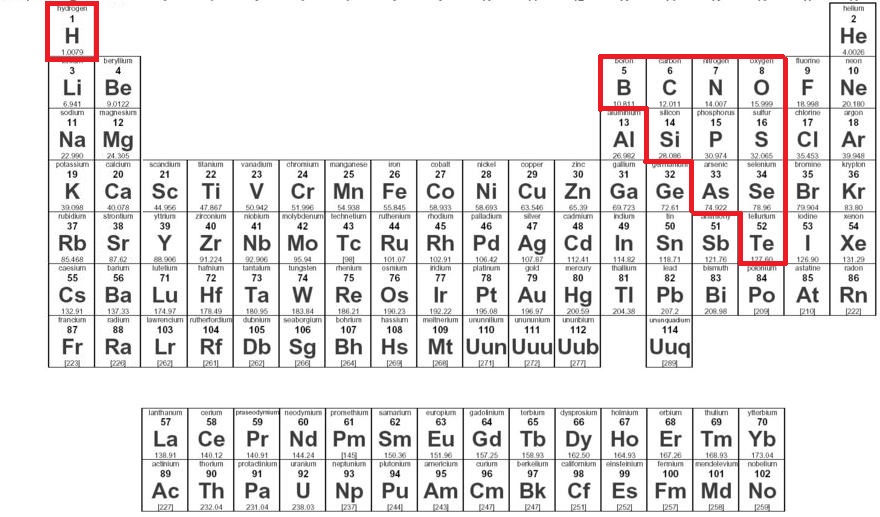 hydrogen helium
1 2
H He
1.0079 4.0026
beryllium boron carbon nitrogen oxygen fluorine neon
3 4 5 6 7 8 9 10
Li Be B C N O F Ne
6.941 9.0122 10.811 12.011 14.007 15.999 18.998 20.180
sodium magnesium aluminium silicon phosphorus sulfur chlorine argon
11 12 13 14 15 16 17 18
Na Mg Al Si P S Cl Ar
22.990 24.305 26.982 28.086 30.974 32.065 35.453 39.948
potassium calcium scandium titanium vanadium chromium manganese iron cobalt nickel copper zinc gallium germanium arsenic selenium bromine krypton
19 20 21 22 23 24 25 26 27 28 29 30 31 32 33 34 35 36
K Ca Sc Ti V Cr Mn Fe Co Ni Cu Zn Ga Ge As Se Br Kr
39.098 40.078 44.956 47.867 50.942 51.996 54.938 55.845 58.933 58.693 63.546 65.39 69.723 72.61 74.922 78.96 79.904 83.80
rubidium strontium yttrium zirconium niobium molybdenum technetium ruthenium rhodium palladium silver cadmium indium tin antimony tellurium iodine xenon
37 38 39 40 41 42 43 44 45 46 47 48 49 50 51 52 53 54
Rb Sr Y Zr Nb Mo Tc Ru Rh Pd Ag Cd In Sn Sb Te I Xe
85.468 87.62 88.906 91.224 92.906 95.94 [98] 101.07 102.91 106.42 107.87 112.41 114.82 118.71 121.76 127.60 126.90 131.29
caesium barium lutetium hafnium tantalum tungsten rhenium osmium iridium platinum gold mercury thallium lead bismuth polonium astatine radon
55 56 71 72 73 74 75 76 77 78 79 80 81 82 83 84 85 86
Cs Ba Lu Hf Ta W Re Os Ir Pt Au Hg Tl Pb Bi Po At Rn
132.91 137.33 174.97 178.49 180.95 183.84 186.21 190.23 192.22 195.08 196.97 200.59 204.38 207.2 208.98 [209] [210] [222]
francium radium lawrencium rutherfordium dubnium seaborgium bohrium hassium meitnerium ununnilium unununium ununbium ununquadium
87 88 103 104 105 106 107 108 109 110 111 112 114
Fr Ra Lr Rf Db Sg Bh Hs Mt Uun Uuu Uub Uuq
[223] [226] [262] [261] [262] [266] [264] [269] [268] [271] [272] [277] [289]
lanthanum cerium praseodymium neodymium promethium samarium europium gadolinium terbium dysprosium holmium erbium thulium ytterbium
57 58 59 60 61 62 63 64 65 66 67 68 69 70
La Ce Pr Nd Pm Sm Eu Gd Tb Dy Ho Er Tm Yb
138.91 140.12 140.91 144.24 [145] 150.36 151.96 157.25 158.93 162.50 164.93 167.26 168.93 173.04
actinium thorium protactinium uranium neptunium plutonium americium curium berkelium californium einsteinium fermium mendelevium nobelium
89 90 91 92 93 94 95 96 97 98 99 100 101 102
Ac Th Pa U Np Pu Am Cm Bk Cf Es Fm Md No
[227] 232.04 231.04 238.03 [237] [244] [243] [247] [247] [251] [252] [257] [258] [259]